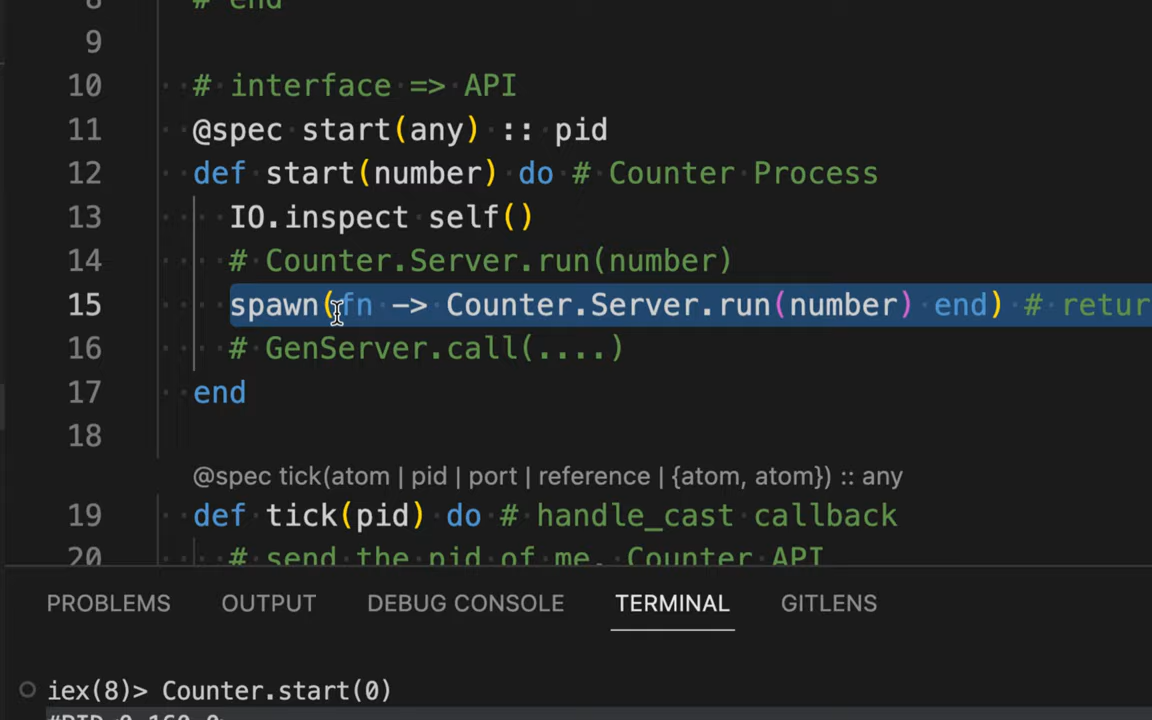 8 # end
9
10 # interface => API
11 @spec start(any) :: pid
12 def start(number) do # Counter Process
13 IO.inspect self()
14 # Counter.Server.run(number)
15 spawn(fn -> Counter.Server.run(number) end) # retur
16 # GenServer.call(....)
17 end
18
@spec tick(atom | pid | port | reference | {atom, atom}) :: any
19 def tick(pid) do # handle_cast callback
20 # send the pid of me, Counter API
PROBLEMS OUTPUT DEBUG CONSOLE TERMINAL GITLENS
iex(8)> Counter.start(0)
#PID<0.160.0>